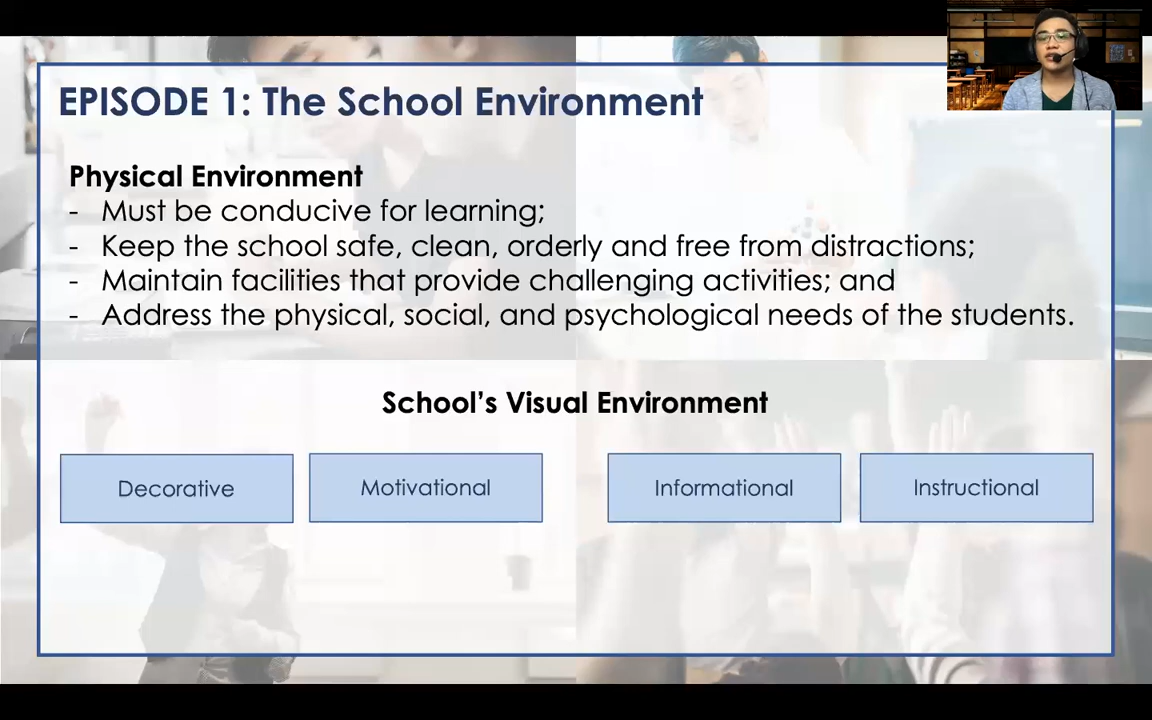 EPISODE 1: The School Environment
Physical Environment
- Must be conducive for learning;
- Keep the school safe, clean, orderly and free from distractions;
- Maintain facilities that provide challenging activities; and
- Address the physical, social, and psychological needs of the students.
School’s Visual Environment
Decorative
Motivational
Informational
Instructional